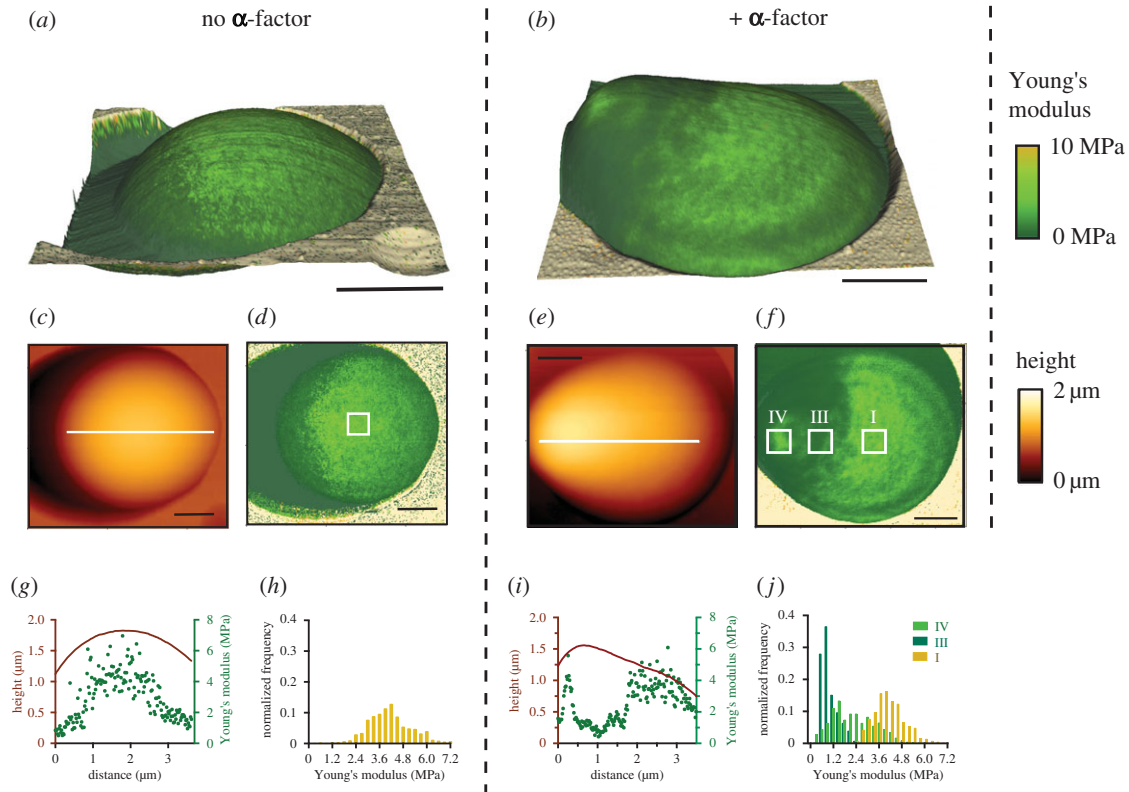 (a) no α-factor
(b) + α-factor
Young's
modulus
10 MPa
0 MPa
(c) (d) (e) (f)
IV III I
height
2 µm
0 µm
(g)
2.0 1.5 1.0 0.5 0
height (µm)
8 6 4 2 0
Young's modulus (MPa)
0 1 2 3
distance (µm)
(h)
0.4 0.3 0.2 0.1 0
normalized frequency
1.2 2.4 3.6 4.8 6.0 7.2
Young's modulus (MPa)
(i)
2.0 1.5 1.0 0.5 0
height (µm)
8 6 4 2 0
Young's modulus (MPa)
0 1 2 3
distance (µm)
(j)
0.4 0.3 0.2 0.1 0
normalized frequency
IV
III
I
0 1.2 2.4 3.6 4.8 6.0 7.2
Young's modulus (MPa)